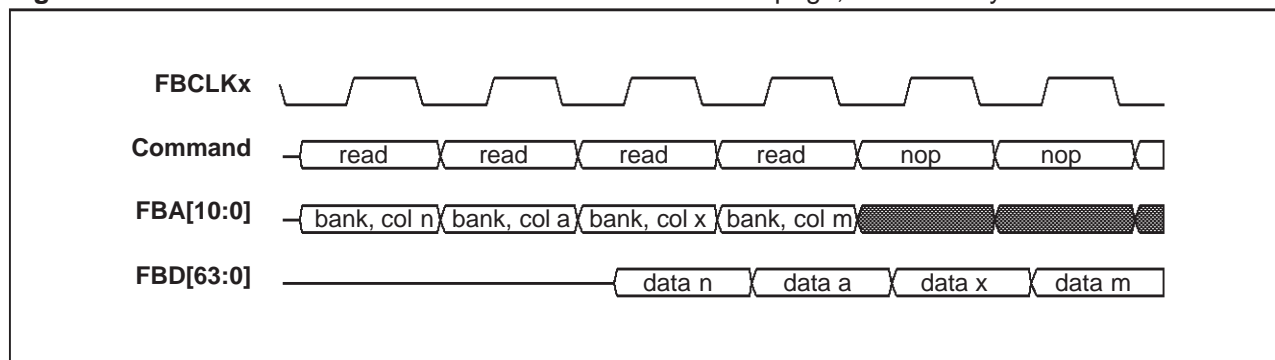 FBCLKx
Command read read read read nop nop
FBA[10:0] bank, col n bank, col a bank, col x bank, col m
FBD[63:0] data n data a data x data m